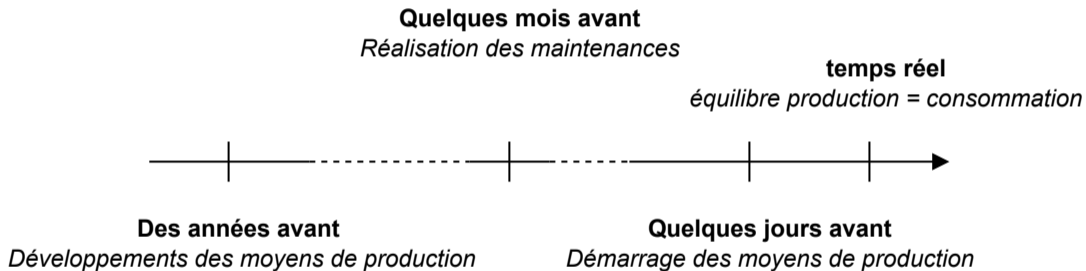 Quelques mois avant
Réalisation des maintenances
temps réel
équilibre production = consommation
Des années avant
Développements des moyens de production
Quelques jours avant
Démarrage des moyens de production